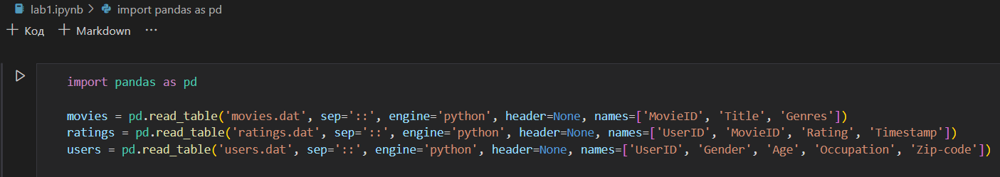 lab1.ipynb > import pandas as pd
+ Код + Markdown ...
import pandas as pd
movies = pd.read_table('movies.dat', sep='::', engine='python', header=None, names=['MovieID', 'Title', 'Genres'])
ratings = pd.read_table('ratings.dat', sep='::', engine='python', header=None, names=['UserID', 'MovieID', 'Rating', 'Timestamp'])
users = pd.read_table('users.dat', sep='::', engine='python', header=None, names=['UserID', 'Gender', 'Age', 'Occupation', 'Zip-code'])